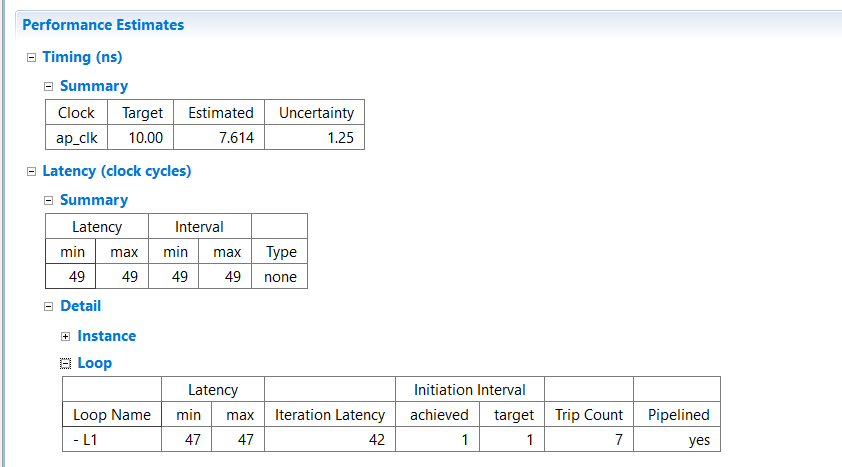 Performance Estimates
Timing (ns)
Summary
Clock Target Estimated Uncertainty
ap_clk 10.00 7.614 1.25
Latency (clock cycles)
Summary
Latency Interval
min max min max Type
49 49 49 49 none
Detail
Instance
Loop
Latency Initiation Interval
Loop Name min max Iteration Latency achieved target Trip Count Pipelined
- L1 47 47 42 1 1 7 yes